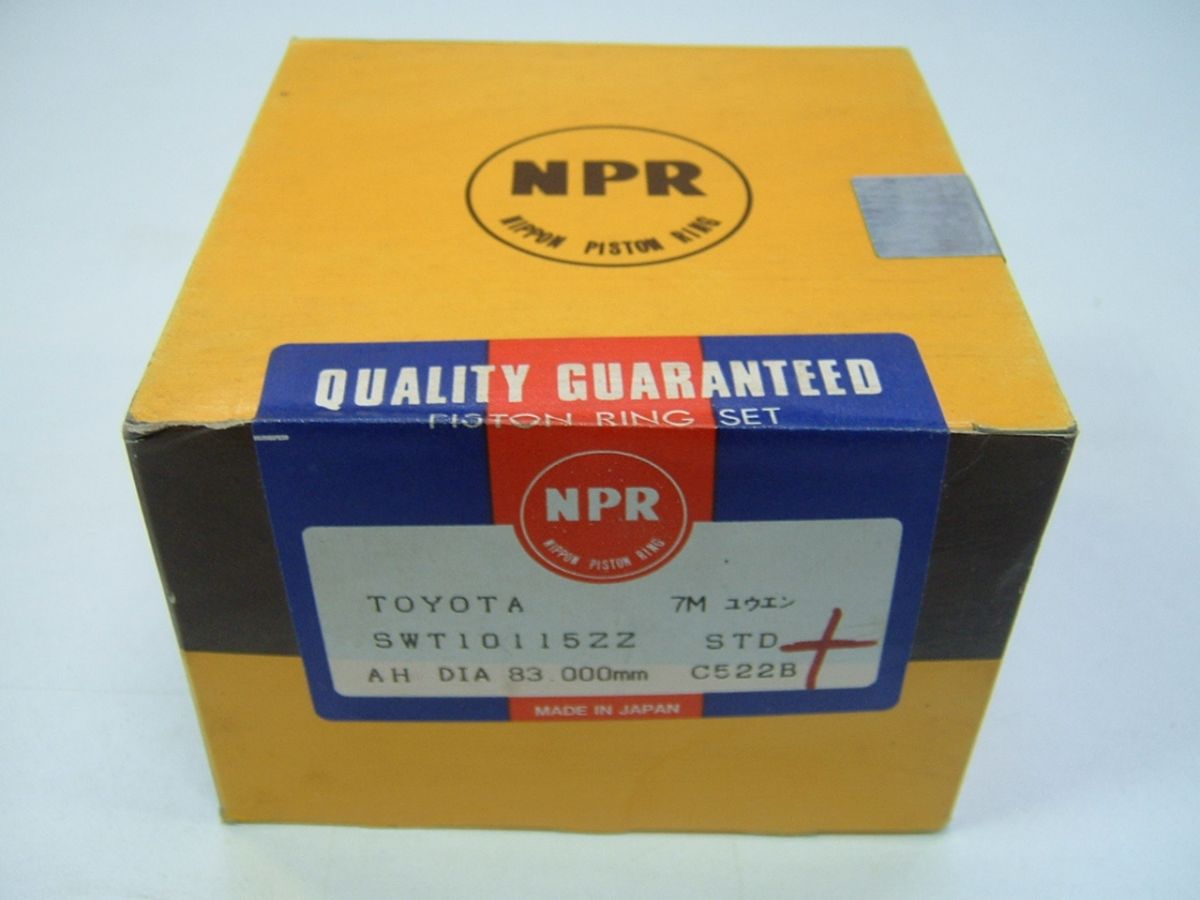 NPR
NIPPON PISTON RING
QUALITY GUARANTEED
PISTON RING SET
NPR
NIPPON PISTON RING
TOYOTA 7M ユウエン
SWT10115ZZ STD
AH DIA 83.000mm C522B
MADE IN JAPAN